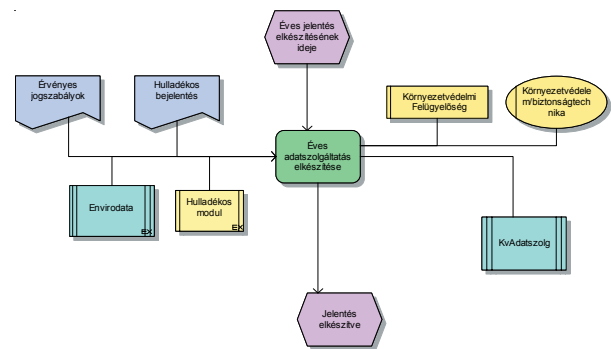 Éves jelentés
elkészítésének
ideje
Érvényes
jogszabályok
Hulladékos
bejelentés
Környezetvédelmi
Felügyelőség
Környezetvédele
m/biztonságtech
nika
Éves
adatszolgáltatás
elkészítése
Envirodata
EX
Hulladékos
modul
EX
KvAdatszolg
Jelentés
elkészítve